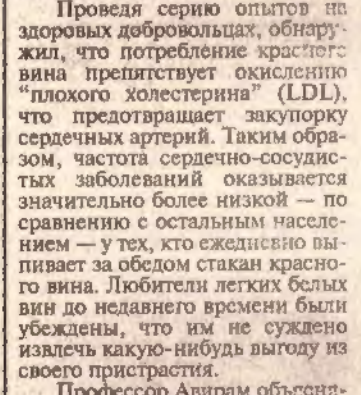 Проведя серию опытов на
здоровых добровольцах, обнару-
жил, что потребление красного
вина препятствует окислению
“плохого холестерина” (LDL),
что предотвращает закупорку
сердечных артерий. Таким обра-
зом, частота сердечно-сосудис-
тых заболеваний оказывается
значительно более низкой — по
сравнению с остальным населе-
нием — у тех, кто ежедневно вы-
пивает за обедом стакан красно-
го вина. Любители легких белых
вин до недавнего времени были
убеждены, что им не суждено
извлечь какую-нибудь выгоду из
своего пристрастия.
Профессор Авирам объясня-